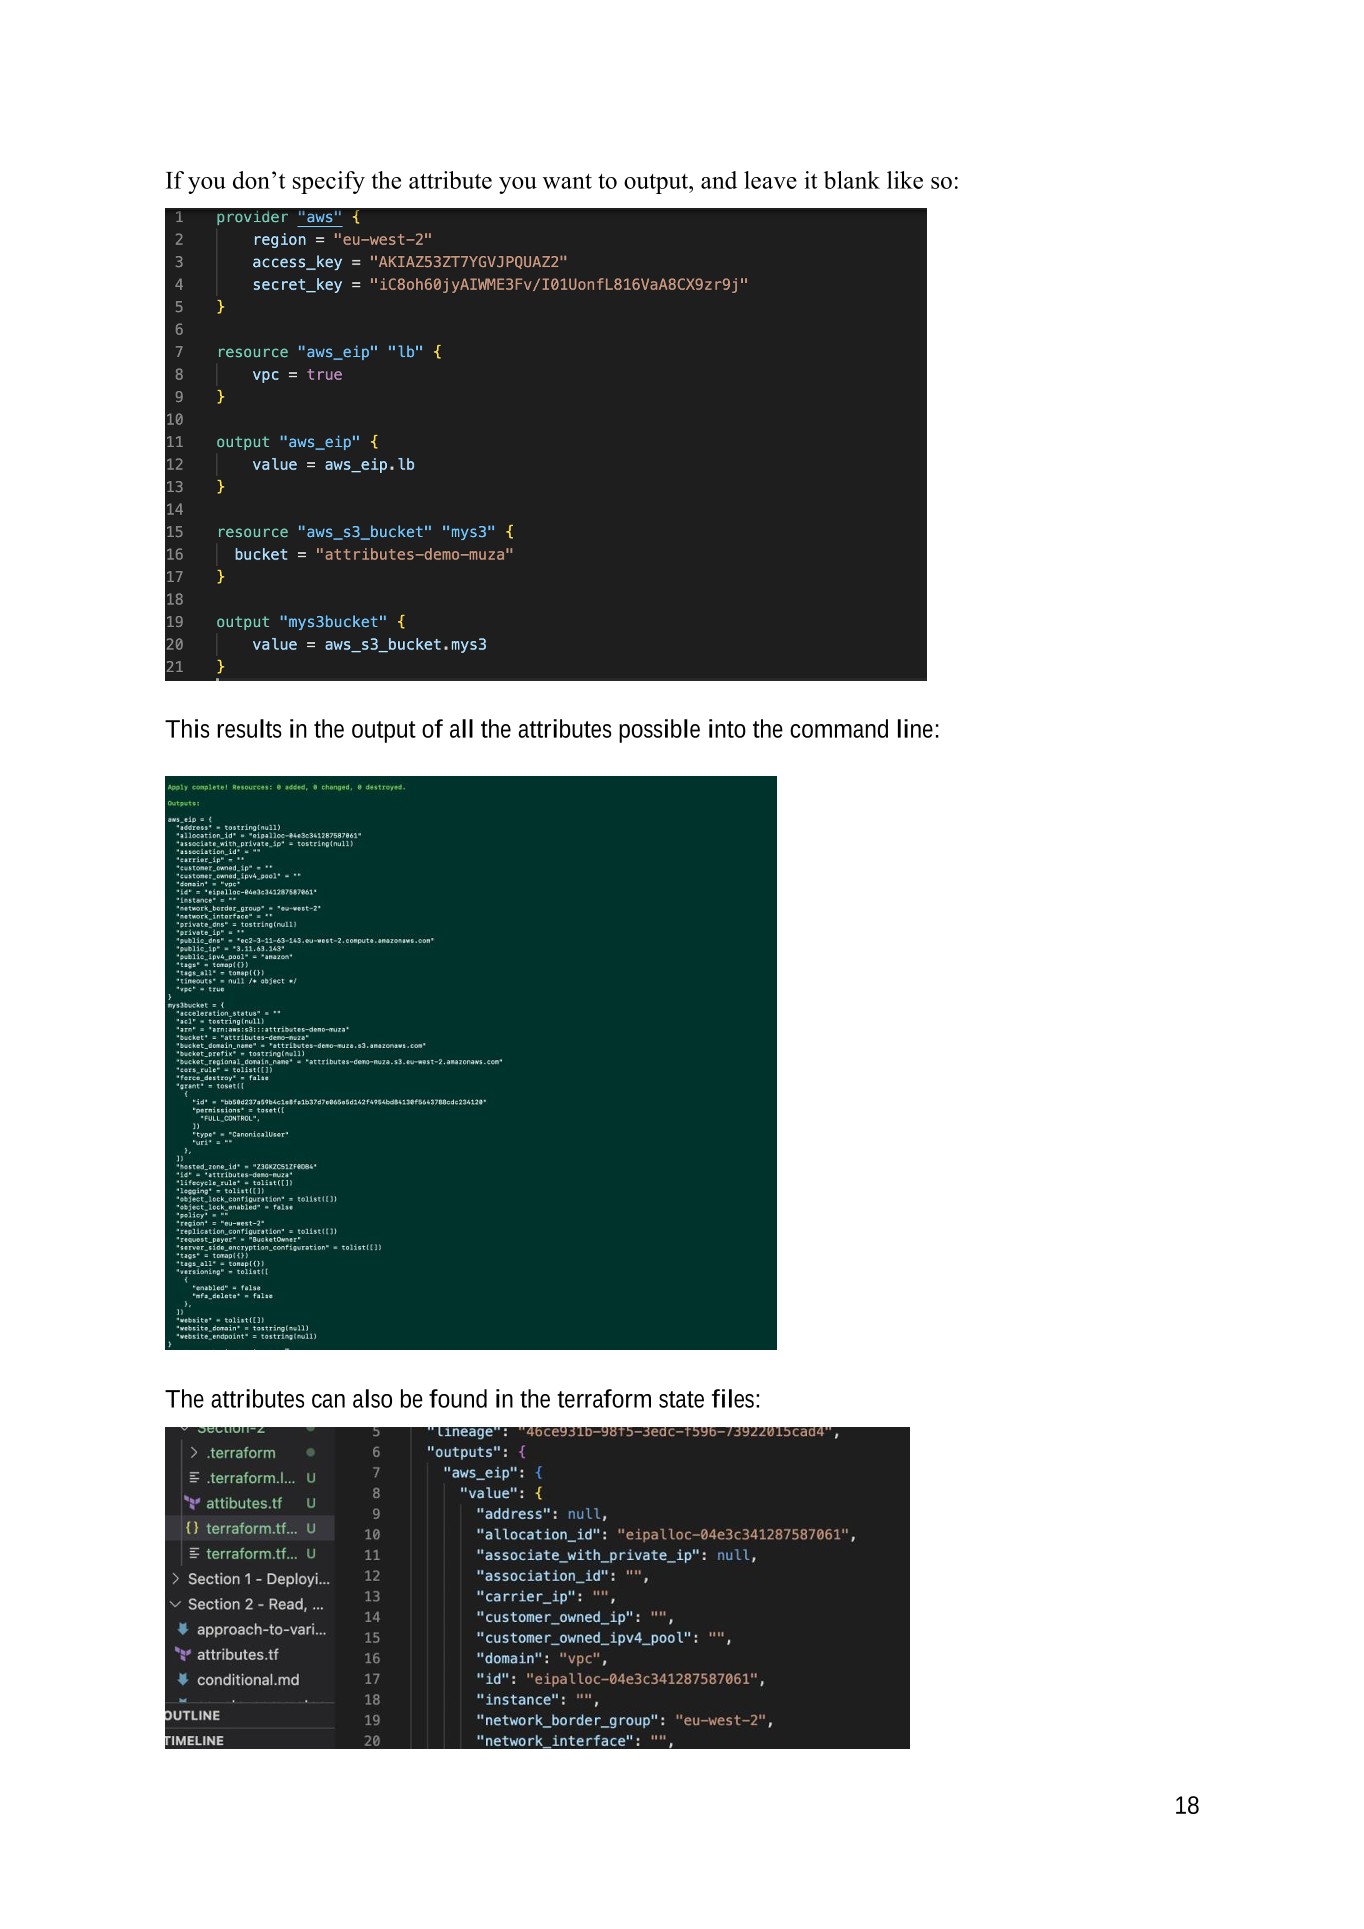 If you don’t specify the attribute you want to output, and leave it blank like so:
1 provider "aws" {
2 region = "eu-west-2"
3 access_key = "AKIAZ53ZT7YGVJPQUAZ2"
4 secret_key = "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"
5 }
6
7 resource "aws_eip" "lb" {
8 vpc = true
9 }
10
11 output "aws_eip" {
12 value = aws_eip.lb
13 }
14
15 resource "aws_s3_bucket" "mys3" {
16 bucket = "attributes-demo-muza"
17 }
18
19 output "mys3bucket" {
20 value = aws_s3_bucket.mys3
21 }
This results in the output of all the attributes possible into the command line:
Apply complete! Resources: 0 added, 0 changed, 0 destroyed.
Outputs:
aws_eip = {
"address" = tostring(null)
"allocation_id" = "eipalloc-04e3c341287587061"
"associate_with_private_ip" = tostring(null)
"association_id" = ""
"carrier_ip" = ""
"customer_owned_ip" = ""
"customer_owned_ipv4_pool" = ""
"domain" = "vpc"
"id" = "eipalloc-04e3c341287587061"
"instance" = ""
"network_border_group" = "eu-west-2"
"network_interface" = ""
"private_dns" = tostring(null)
"private_ip" = ""
"public_dns" = "ec2-3-11-63-143.eu-west-2.compute.amazonaws.com"
"public_ip" = "3.11.63.143"
"public_ipv4_pool" = "amazon"
"tags" = tomap({})
"tags_all" = tomap({})
"timeouts" = null /* object */
"vpc" = true
}
mys3bucket = {
"acceleration_status" = ""
"acl" = tostring(null)
"arn" = "arn:aws:s3:::attributes-demo-muza"
"bucket" = "attributes-demo-muza"
"bucket_domain_name" = "attributes-demo-muza.s3.amazonaws.com"
"bucket_prefix" = tostring(null)
"bucket_regional_domain_name" = "attributes-demo-muza.s3.eu-west-2.amazonaws.com"
"cors_rule" = tolist([])
"force_destroy" = false
"grant" = toset([
{
"id" =
"permissions" = toset([
"FULL_CONTROL",
])
"type" = "CanonicalUser"
"uri" = ""
},
])
"hosted_zone_id" = "Z3GKZC51ZF0DB4"
"id" = "attributes-demo-muza"
"lifecycle_rule" = tolist([])
"logging" = tolist([])
"object_lock_configuration" = tolist([])
"object_lock_enabled" = false
"policy" = ""
"region" = "eu-west-2"
"replication_configuration" = tolist([])
"request_payer" = "BucketOwner"
"server_side_encryption_configuration" = tolist([])
"tags" = tomap({})
"tags_all" = tomap({})
"versioning" = tolist([
{
"enabled" = false
"mfa_delete" = false
},
])
"website" = tolist([])
"website_domain" = tostring(null)
"website_endpoint" = tostring(null)
}
The attributes can also be found in the terraform state files:
Section-2
.terraform
.terraform.l... U
attibutes.tf U
terraform.tf... U
terraform.tf... U
Section 1 - Deployi...
Section 2 - Read, ...
approach-to-vari...
attributes.tf
conditional.md
OUTLINE
TIMELINE
5 "lineage": "46ce931b-98f5-3edc-f596-73922015cad4",
6 "outputs": {
7 "aws_eip": {
8 "value": {
9 "address": null,
10 "allocation_id": "eipalloc-04e3c341287587061",
11 "associate_with_private_ip": null,
12 "association_id": "",
13 "carrier_ip": "",
14 "customer_owned_ip": "",
15 "customer_owned_ipv4_pool": "",
16 "domain": "vpc",
17 "id": "eipalloc-04e3c341287587061",
18 "instance": "",
19 "network_border_group": "eu-west-2",
20 "network_interface": "",
18